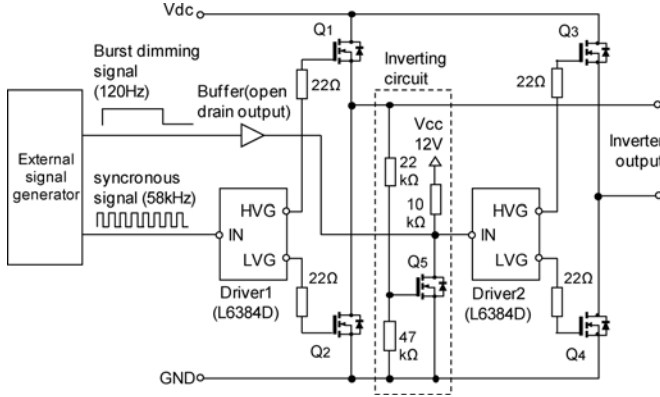 Vdc
Q1
Q3
Burst dimming
signal
(120Hz)
Buffer(open
drain output)
22Ω
Inverting
circuit
22Ω
Vcc
12V
22
kΩ
10
kΩ
Inverter
output
External
signal
generator
syncronous
signal (58kHz)
HVG
IN
LVG
Driver1
(L6384D)
22Ω
Q2
Q5
47
kΩ
HVG
IN
LVG
Driver2
(L6384D)
22Ω
Q4
GND